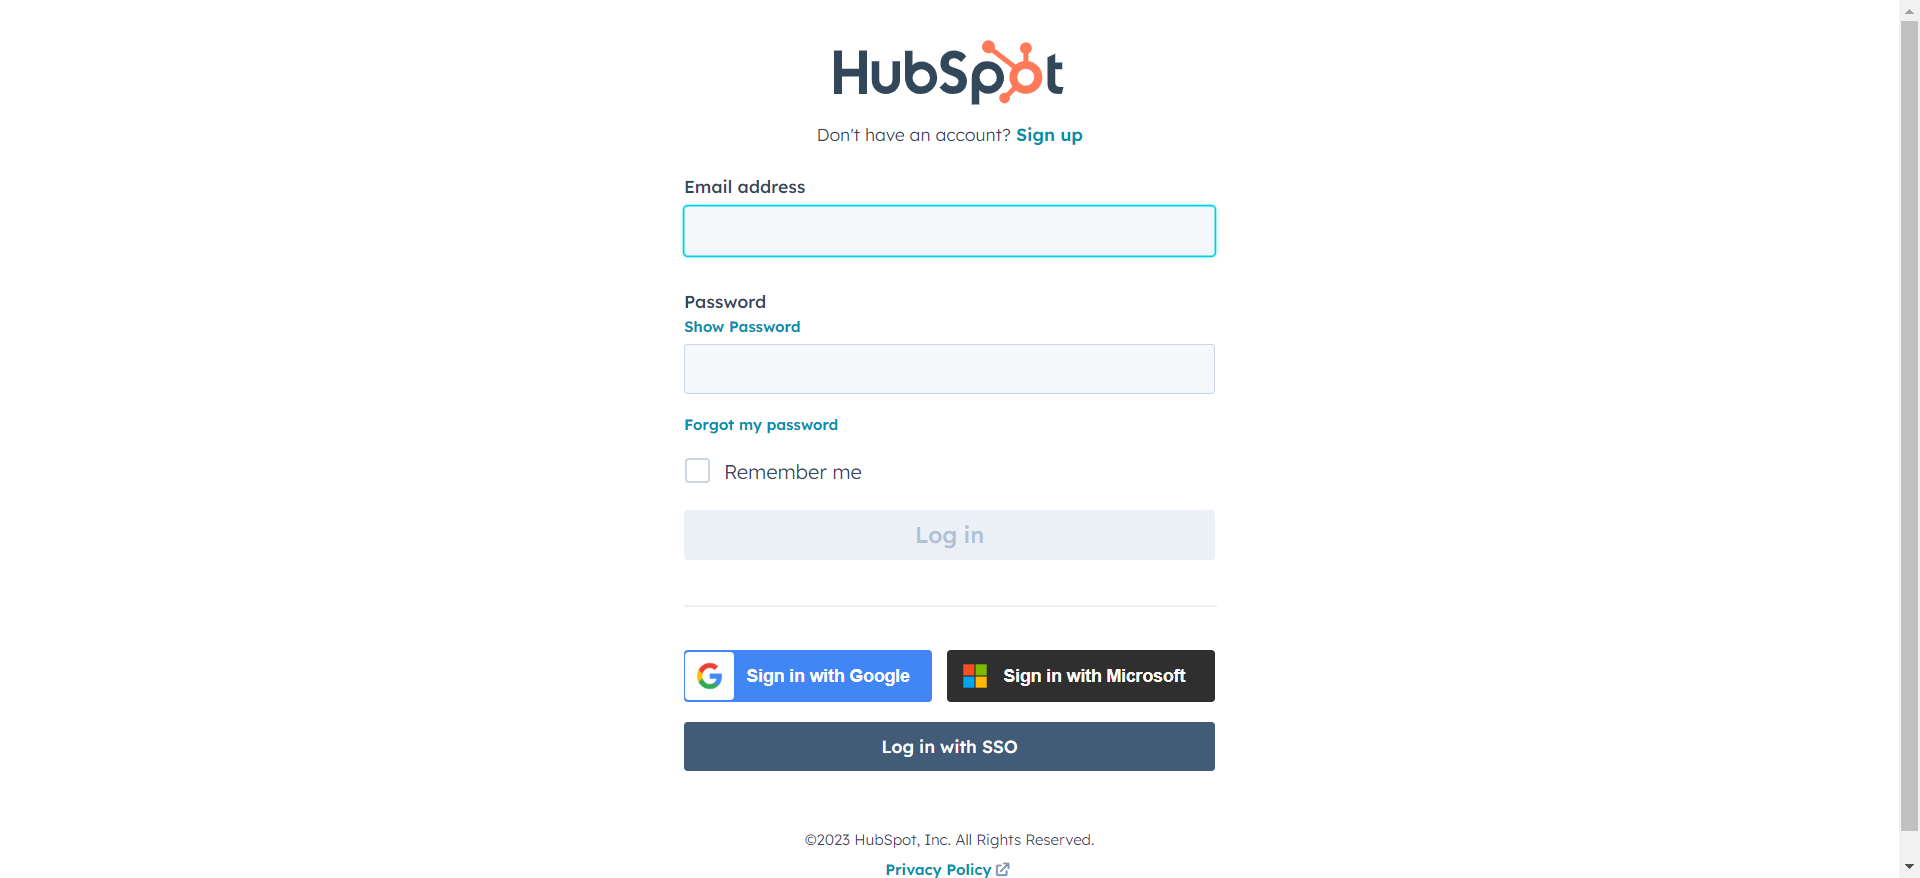 HubSpot
Don't have an account? Sign up
Email address
Password
Show Password
Forgot my password
Remember me
Log in
Sign in with Google
Sign in with Microsoft
Log in with SSO
©2023 HubSpot, Inc. All Rights Reserved.
Privacy Policy